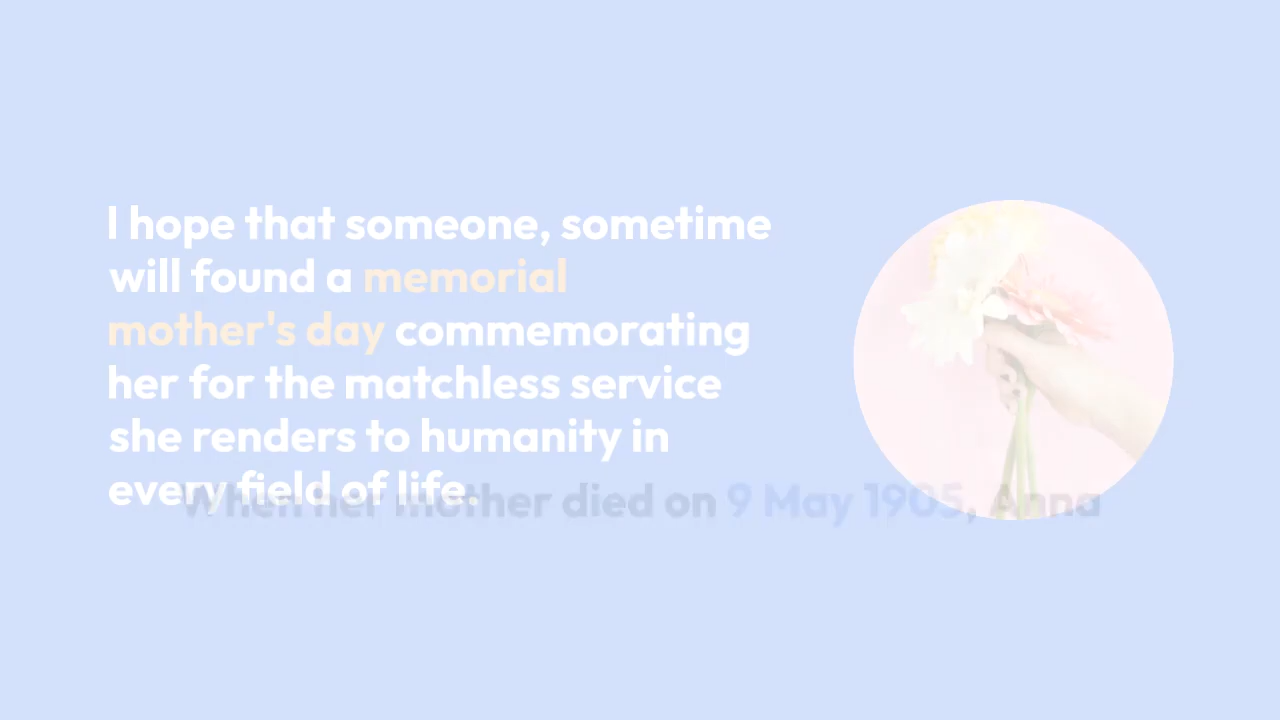 I hope that someone, sometime
will found a memorial
mother's day commemorating
her for the matchless service
she renders to humanity in
every field of life.
When her mother died on 9 May 1905, Anna